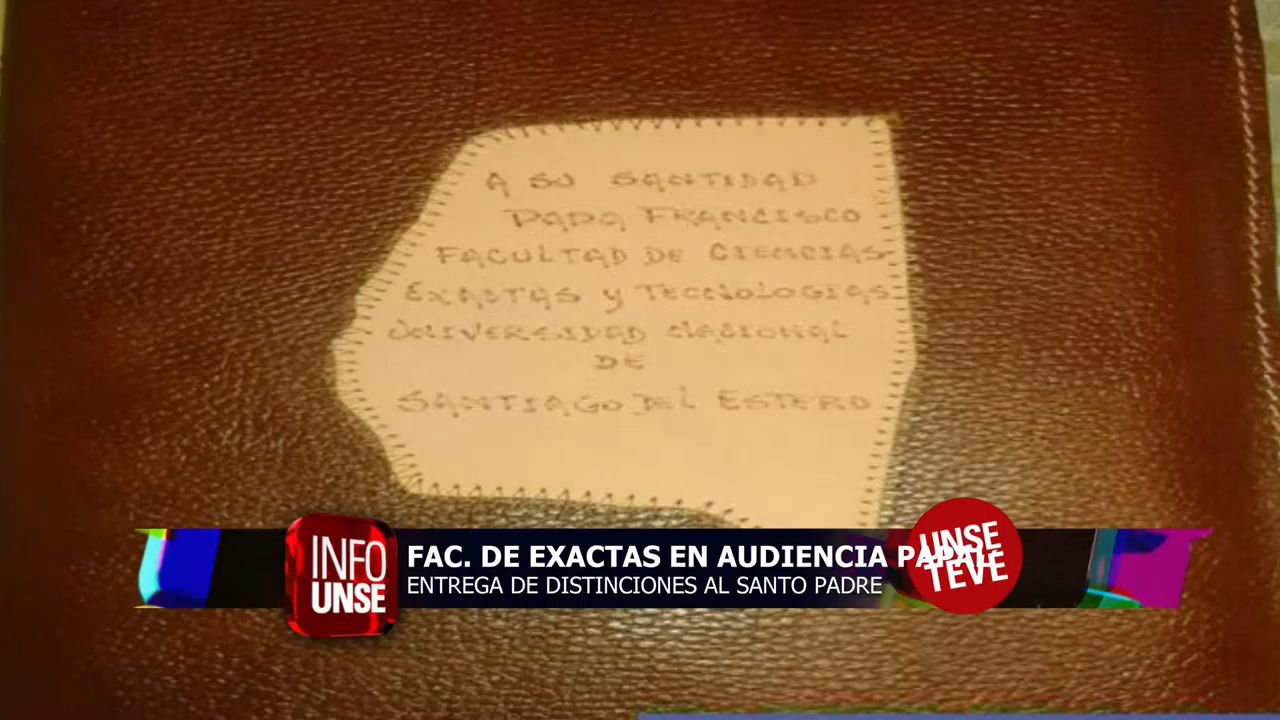 A SU SANTIDAD
PAPA FRANCISCO
FACULTAD DE CIENCIAS
EXACTAS y TECNOLOGIAS
UNIVERSIDAD NACIONAL
DE
SANTIAGO DEL ESTERO
INFO
UNSE
FAC. DE EXACTAS EN AUDIENCIA PAPAL
ENTREGA DE DISTINCIONES AL SANTO PADRE
UNSE
TEVE